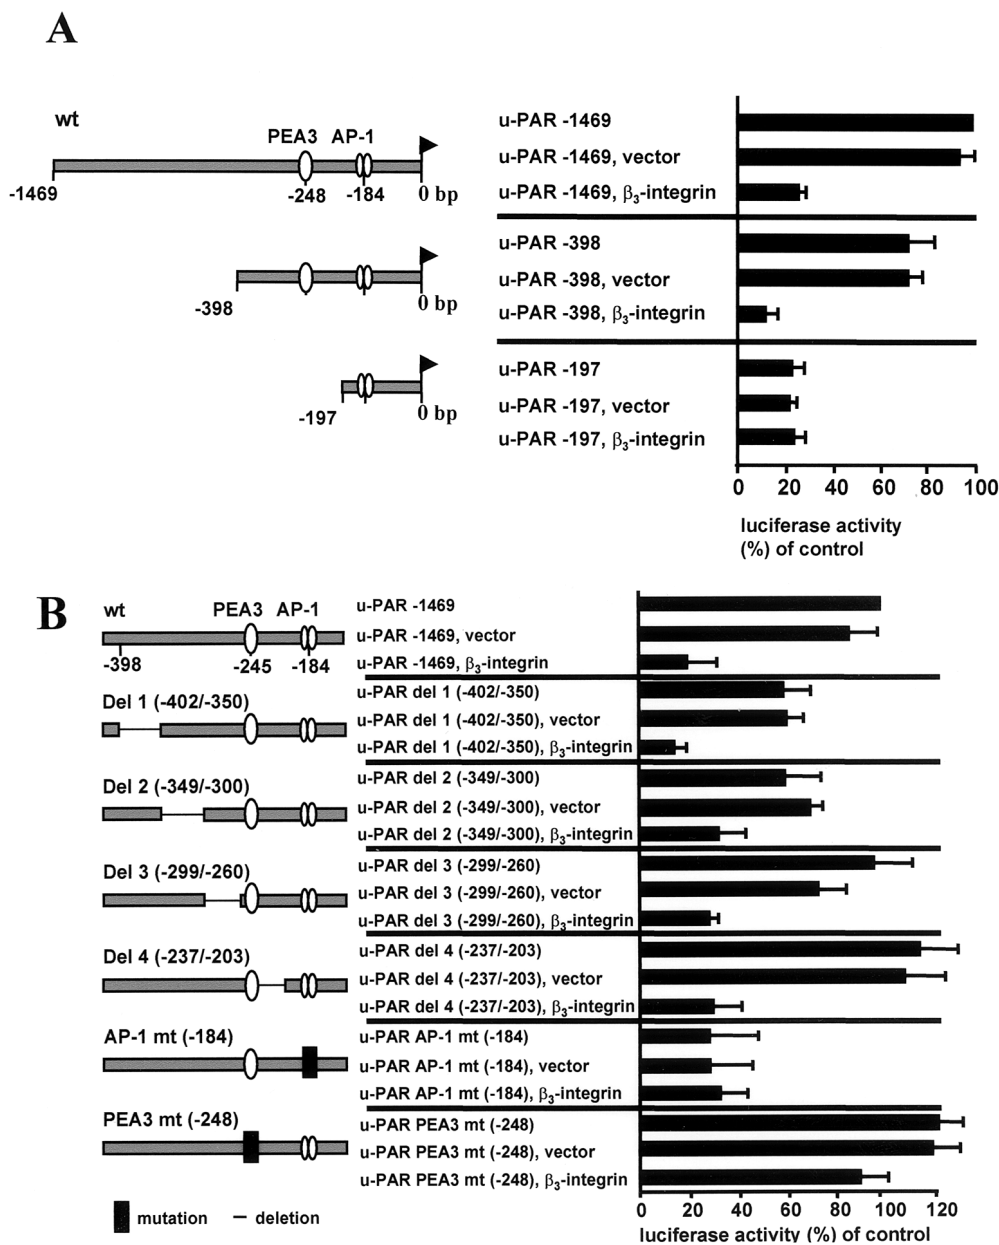 A
wt
PEA3 AP-1
-1469 -248 -184 0 bp
-398 0 bp
-197 0 bp
u-PAR -1469
u-PAR -1469, vector
u-PAR -1469, β3-integrin
u-PAR -398
u-PAR -398, vector
u-PAR -398, β3-integrin
u-PAR -197
u-PAR -197, vector
u-PAR -197, β3-integrin
0 20 40 60 80 100
luciferase activity
(%) of control
B
wt PEA3 AP-1
-398 -245 -184
Del 1 (-402/-350)
Del 2 (-349/-300)
Del 3 (-299/-260)
Del 4 (-237/-203)
AP-1 mt (-184)
PEA3 mt (-248)
mutation deletion
u-PAR -1469
u-PAR -1469, vector
u-PAR -1469, β3-integrin
u-PAR del 1 (-402/-350)
u-PAR del 1 (-402/-350), vector
u-PAR del 1 (-402/-350), β3-integrin
u-PAR del 2 (-349/-300)
u-PAR del 2 (-349/-300), vector
u-PAR del 2 (-349/-300), β3-integrin
u-PAR del 3 (-299/-260)
u-PAR del 3 (-299/-260), vector
u-PAR del 3 (-299/-260), β3-integrin
u-PAR del 4 (-237/-203)
u-PAR del 4 (-237/-203), vector
u-PAR del 4 (-237/-203), β3-integrin
u-PAR AP-1 mt (-184)
u-PAR AP-1 mt (-184), vector
u-PAR AP-1 mt (-184), β3-integrin
u-PAR PEA3 mt (-248)
u-PAR PEA3 mt (-248), vector
u-PAR PEA3 mt (-248), β3-integrin
0 20 40 60 80 100 120
luciferase activity (%) of control